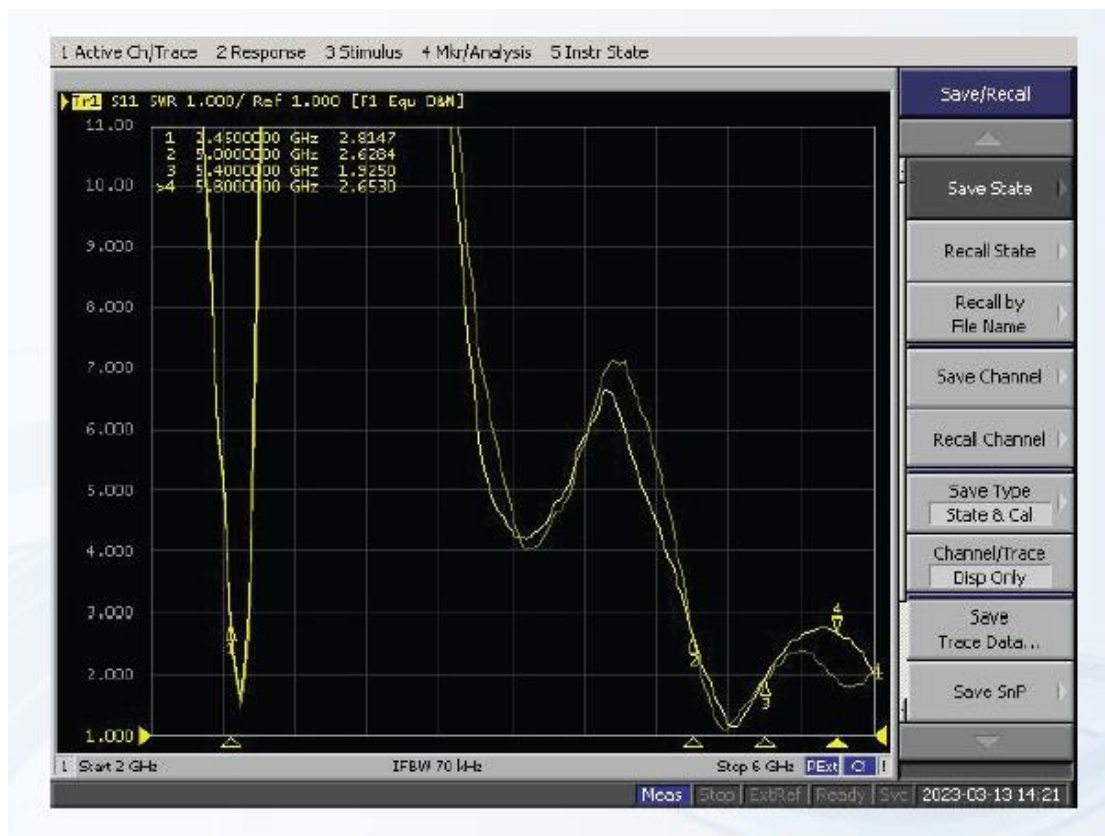 1 Active Ch/Trace 2 Response 3 Stimulus 4 Mkr/Analysis 5 Instr State
Tr1 S11 SWR 1.000/ Ref 1.000 [F1 Equ D&M]
11.00
1 2.4500000 GHz 2.8147
2 5.0000000 GHz 2.6284
3 5.4000000 GHz 1.9250
>4 5.8000000 GHz 2.6530
10.00
9.000
8.000
7.000
6.000
5.000
4.000
3.000
2.000
1.000
1
2
3
4
1 Start 2 GHz IFBW 70 kHz Stop 6 GHz PExt C! !
Meas Stop ExtRef Ready Svc 2023-03-13 14:21
Save/Recall
Save State
Recall State
Recall by
File Name
Save Channel
Recall Channel
Save Type
State & Cal
Channel/Trace
Disp Only
Save
Trace Data...
Save SnP